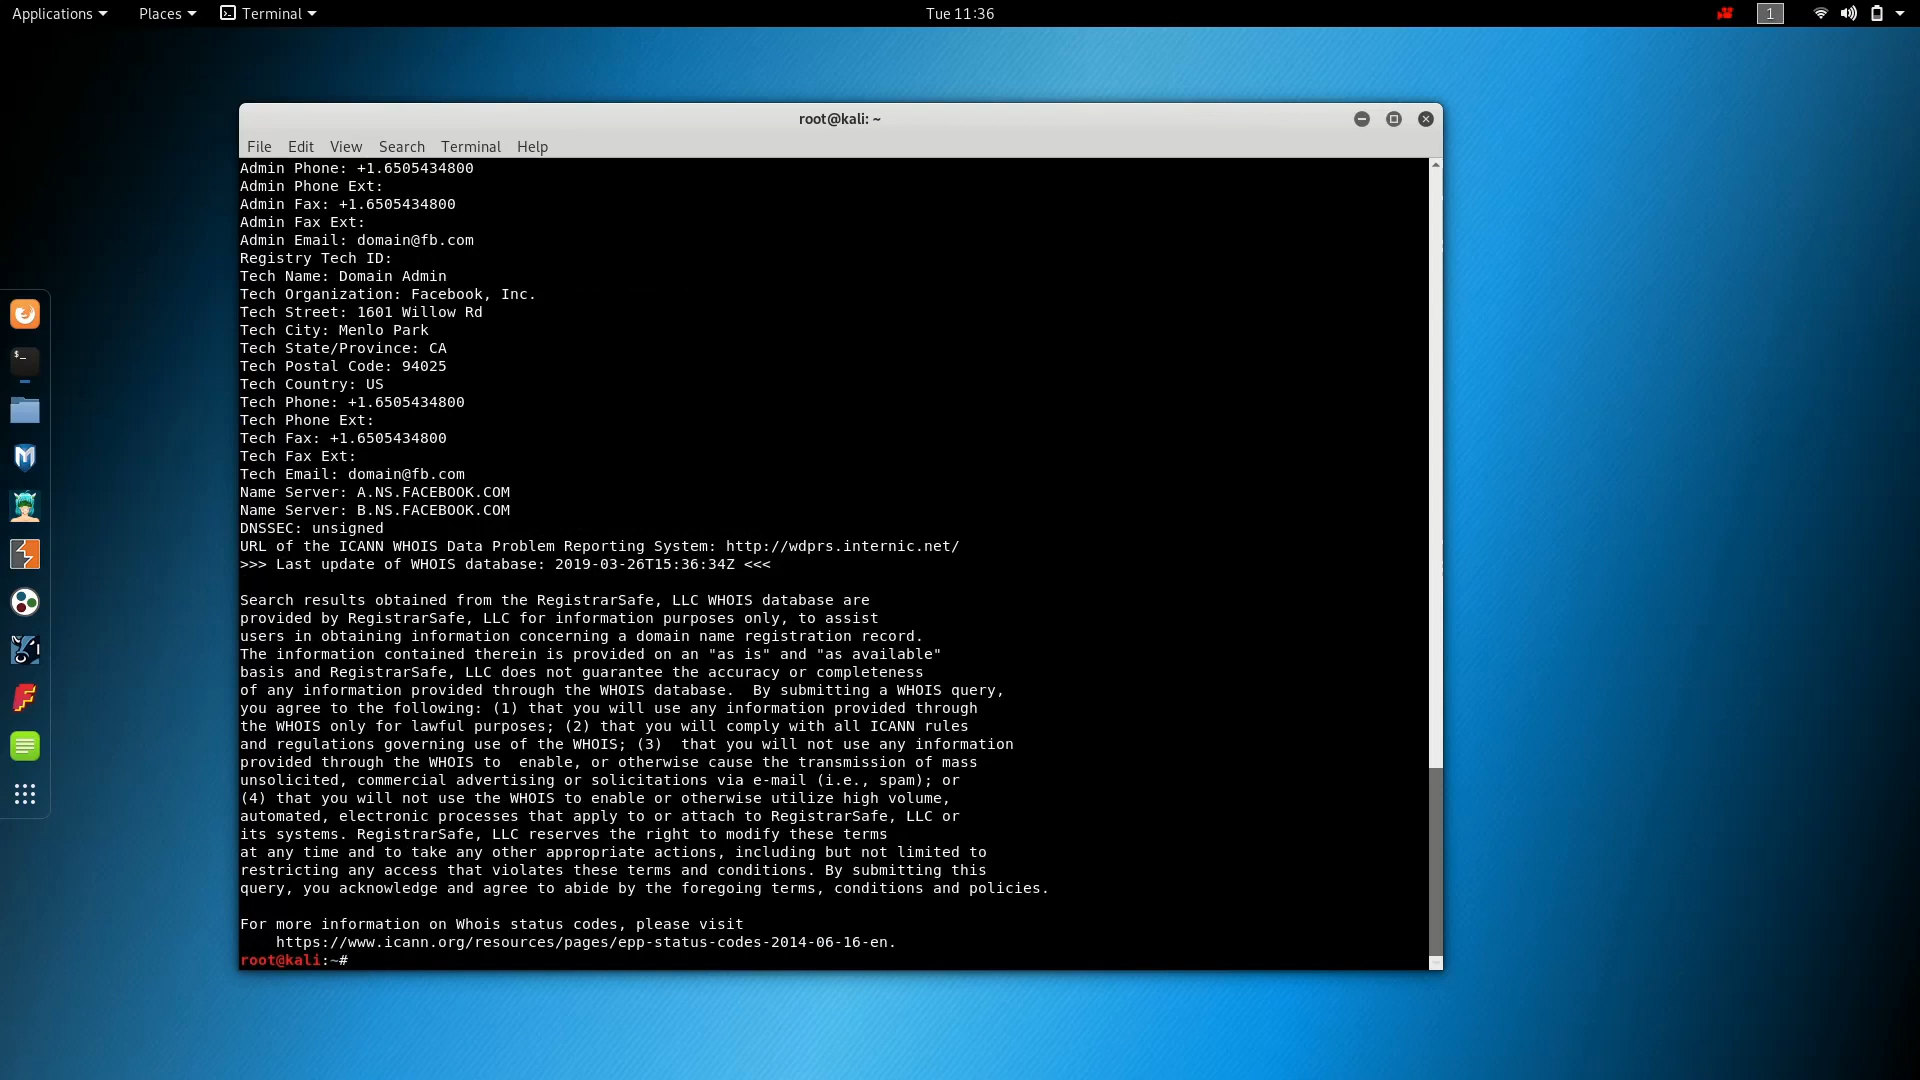 Applications Places Terminal Tue 11:36 1
root@kali: ~
File Edit View Search Terminal Help
Admin Phone: +1.6505434800
Admin Phone Ext:
Admin Fax: +1.6505434800
Admin Fax Ext:
Admin Email: domain@fb.com
Registry Tech ID:
Tech Name: Domain Admin
Tech Organization: Facebook, Inc.
Tech Street: 1601 Willow Rd
Tech City: Menlo Park
Tech State/Province: CA
Tech Postal Code: 94025
Tech Country: US
Tech Phone: +1.6505434800
Tech Phone Ext:
Tech Fax: +1.6505434800
Tech Fax Ext:
Tech Email: domain@fb.com
Name Server: A.NS.FACEBOOK.COM
Name Server: B.NS.FACEBOOK.COM
DNSSEC: unsigned
URL of the ICANN WHOIS Data Problem Reporting System: http://wdprs.internic.net/
>>> Last update of WHOIS database: 2019-03-26T15:36:34Z <<<
Search results obtained from the RegistrarSafe, LLC WHOIS database are
provided by RegistrarSafe, LLC for information purposes only, to assist
users in obtaining information concerning a domain name registration record.
The information contained therein is provided on an "as is" and "as available"
basis and RegistrarSafe, LLC does not guarantee the accuracy or completeness
of any information provided through the WHOIS database.  By submitting a WHOIS query,
you agree to the following: (1) that you will use any information provided through
the WHOIS only for lawful purposes; (2) that you will comply with all ICANN rules
and regulations governing use of the WHOIS; (3)  that you will not use any information
provided through the WHOIS to  enable, or otherwise cause the transmission of mass
unsolicited, commercial advertising or solicitations via e-mail (i.e., spam); or
(4) that you will not use the WHOIS to enable or otherwise utilize high volume,
automated, electronic processes that apply to or attach to RegistrarSafe, LLC or
its systems. RegistrarSafe, LLC reserves the right to modify these terms
at any time and to take any other appropriate actions, including but not limited to
restricting any access that violates these terms and conditions. By submitting this
query, you acknowledge and agree to abide by the foregoing terms, conditions and policies.
For more information on Whois status codes, please visit
https://www.icann.org/resources/pages/epp-status-codes-2014-06-16-en.
root@kali:~#